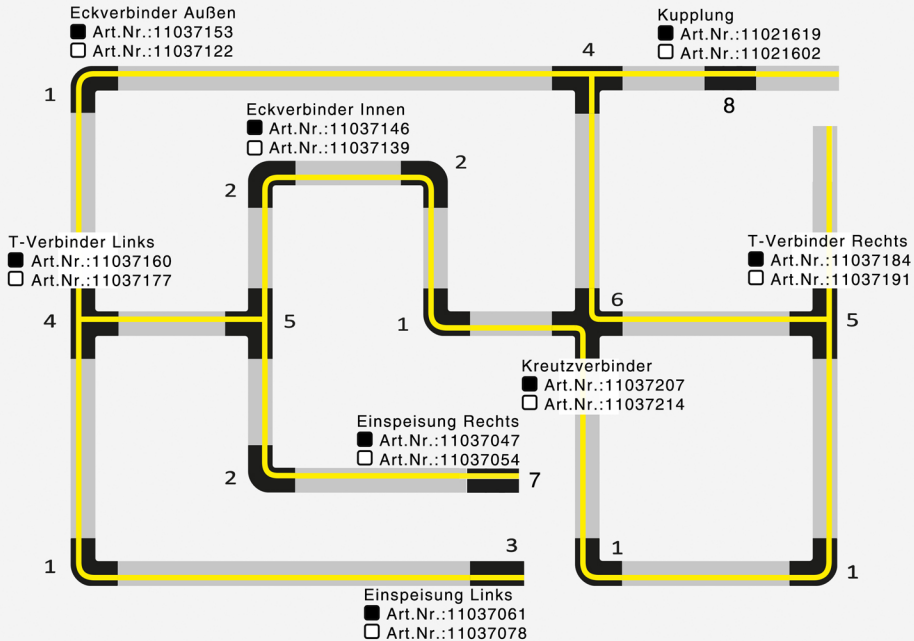 Eckverbinder Außen
Art.Nr.:11037153
Art.Nr.:11037122
Kupplung
Art.Nr.:11021619
Art.Nr.:11021602
4
1
8
Eckverbinder Innen
Art.Nr.:11037146
Art.Nr.:11037139
2
2
T-Verbinder Links
Art.Nr.:11037160
Art.Nr.:11037177
T-Verbinder Rechts
Art.Nr.:11037184
Art.Nr.:11037191
6
4
5
1
5
Kreutzverbinder
Art.Nr.:11037207
Art.Nr.:11037214
Einspeisung Rechts
Art.Nr.:11037047
Art.Nr.:11037054
2
7
3
1
1
1
Einspeisung Links
Art.Nr.:11037061
Art.Nr.:11037078